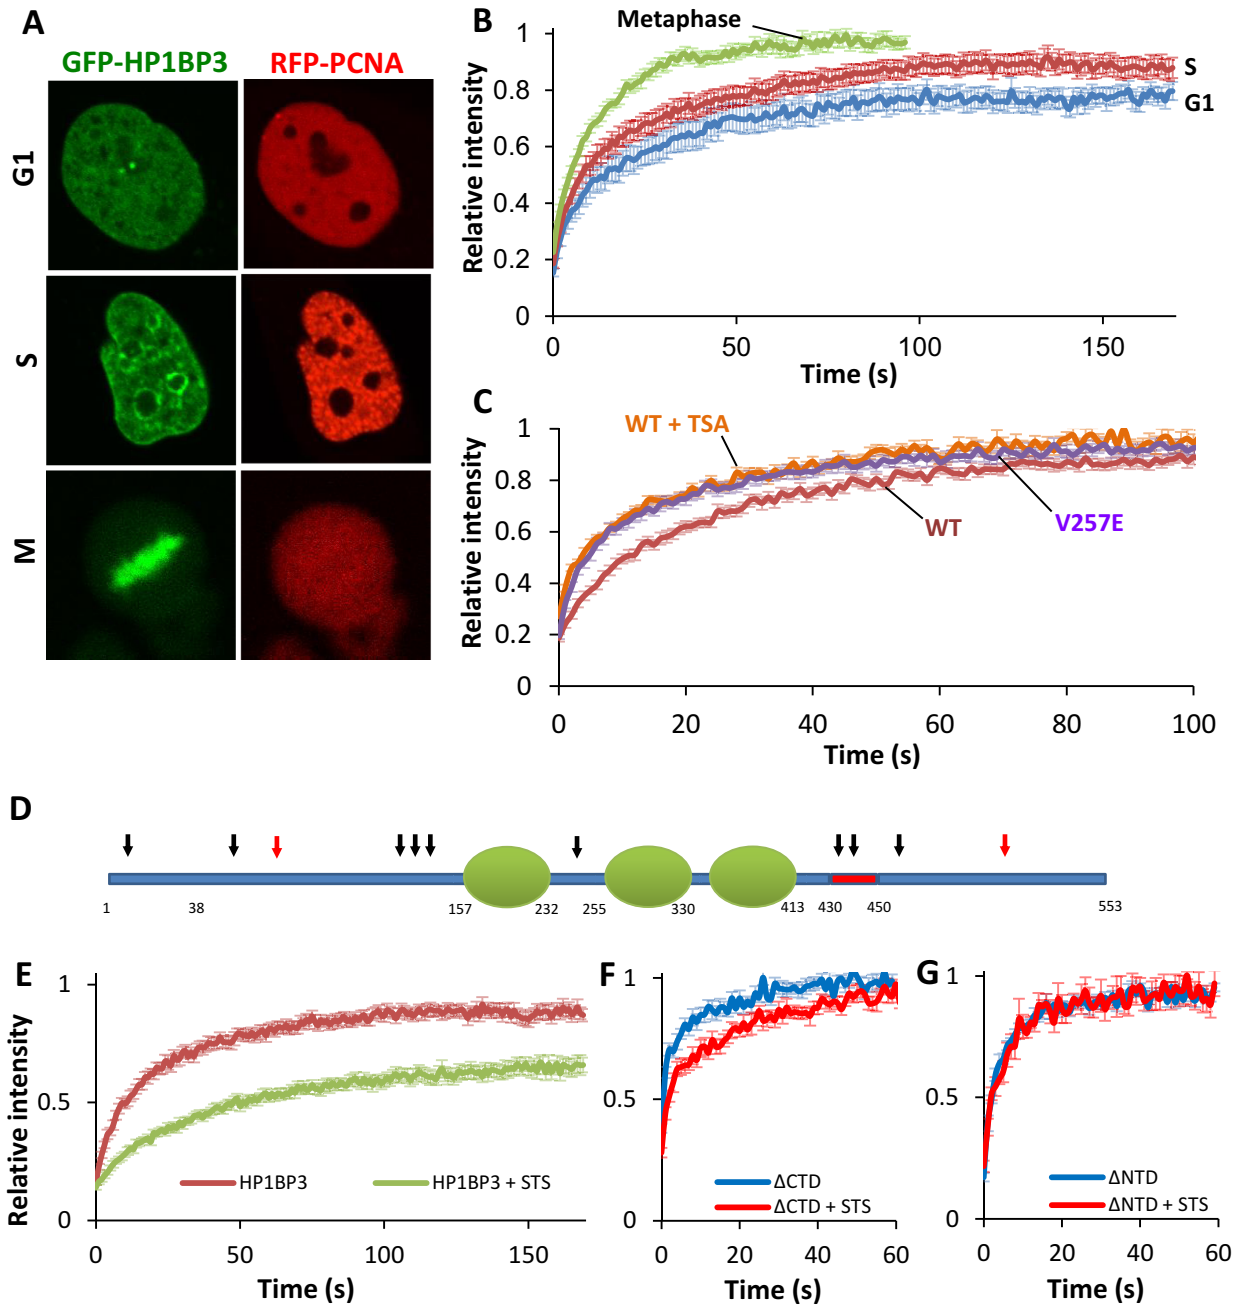 A
GFP-HP1BP3 RFP-PCNA
G1
S
M
B
Metaphase
S
G1
Relative intensity
1
0.8
0.6
0.4
0.2
0
0 50 100 150
Time (s)
C
WT + TSA
WT
V257E
Relative intensity
1
0.8
0.6
0.4
0.2
0
0 20 40 60 80 100
Time (s)
D
1 38 157 232 255 330 413 430 450 553
E
Relative intensity
1
0.5
0
HP1BP3 HP1BP3 + STS
0 50 100 150
Time (s)
F
1
0.5
0
ΔCTD
ΔCTD + STS
0 20 40 60
Time (s)
G
1
0.5
0
ΔNTD
ΔNTD + STS
0 20 40 60
Time (s)